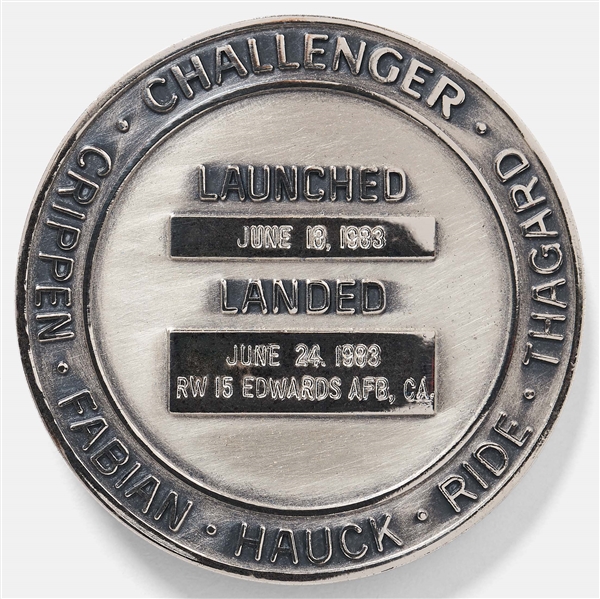 CHALLENGER · THAGARD · RIDE · HAUCK · FABIAN · CRIPPEN ·
LAUNCHED
JUNE 18, 1983
LANDED
JUNE 24. 1983
RW 15 EDWARDS AFB, CA.